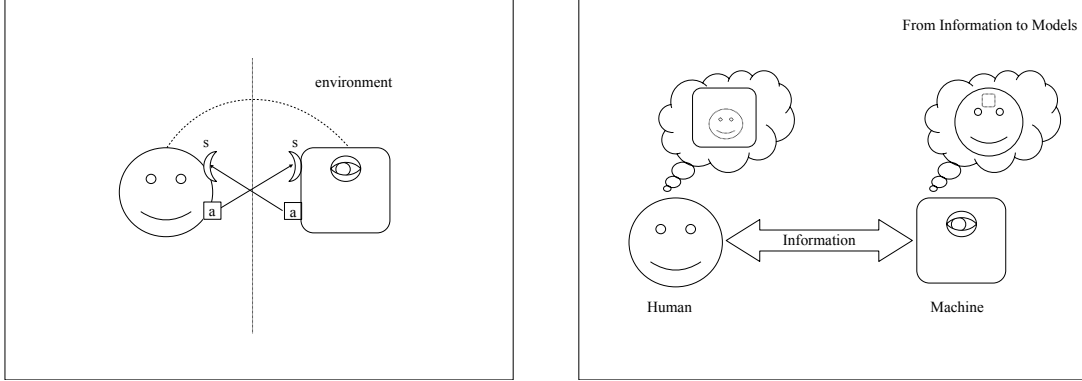 environment
s
s
a
a
From Information to Models
Information
Human
Machine